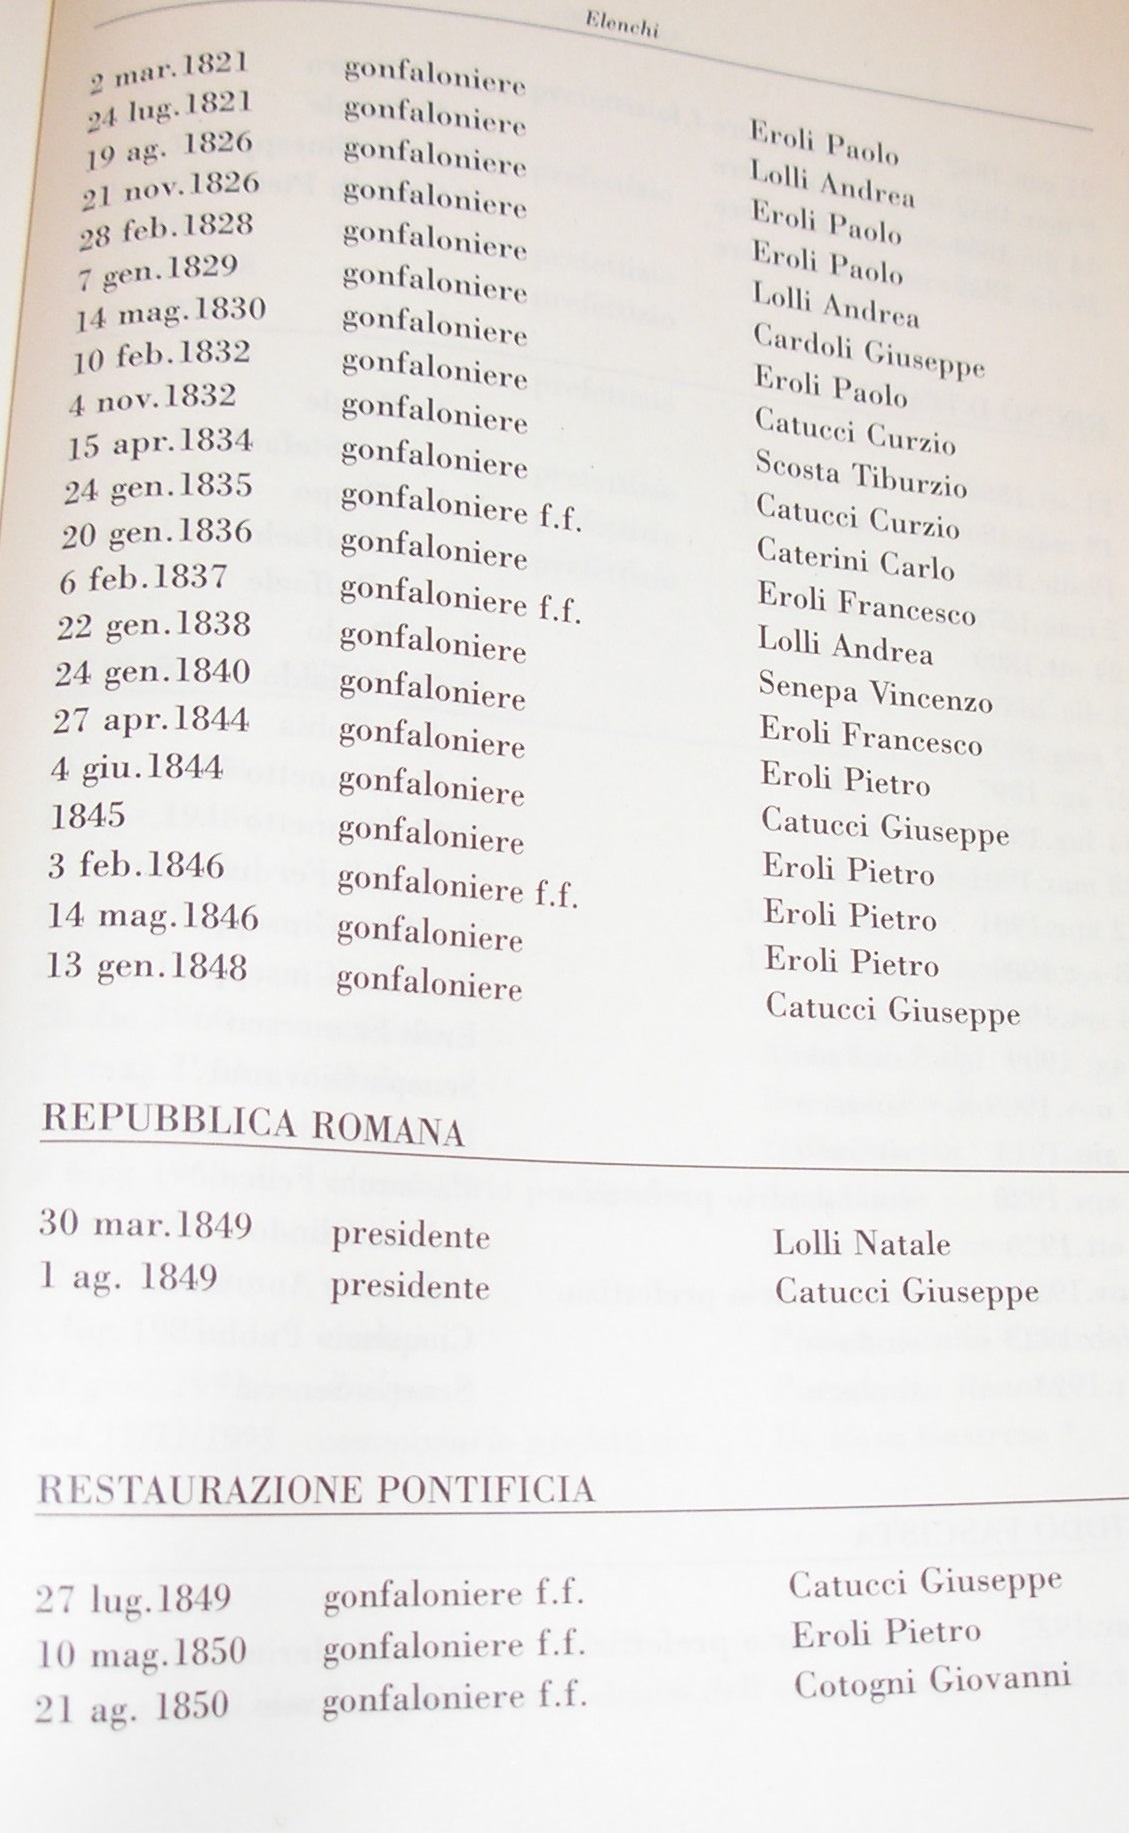 Elenchi
2 mar.1821 gonfaloniere Eroli Paolo
24 lug.1821 gonfaloniere Lolli Andrea
19 ag. 1826 gonfaloniere Eroli Paolo
21 nov.1826 gonfaloniere Eroli Paolo
28 feb.1828 gonfaloniere Lolli Andrea
7 gen.1829 gonfaloniere Cardoli Giuseppe
14 mag.1830 gonfaloniere Eroli Paolo
10 feb.1832 gonfaloniere Catucci Curzio
4 nov.1832 gonfaloniere Scosta Tiburzio
15 apr.1834 gonfaloniere Catucci Curzio
24 gen.1835 gonfaloniere f.f. Caterini Carlo
20 gen.1836 gonfaloniere Eroli Francesco
6 feb.1837 gonfaloniere f.f. Lolli Andrea
22 gen.1838 gonfaloniere Senepa Vincenzo
24 gen.1840 gonfaloniere Eroli Francesco
27 apr.1844 gonfaloniere Eroli Pietro
4 giu.1844 gonfaloniere Catucci Giuseppe
1845 gonfaloniere Eroli Pietro
3 feb.1846 gonfaloniere f.f. Eroli Pietro
14 mag.1846 gonfaloniere Eroli Pietro
13 gen.1848 gonfaloniere Catucci Giuseppe
REPUBBLICA ROMANA
30 mar.1849 presidente Lolli Natale
1 ag. 1849 presidente Catucci Giuseppe
RESTAURAZIONE PONTIFICIA
27 lug.1849 gonfaloniere f.f. Catucci Giuseppe
10 mag.1850 gonfaloniere f.f. Eroli Pietro
21 ag. 1850 gonfaloniere f.f. Cotogni Giovanni